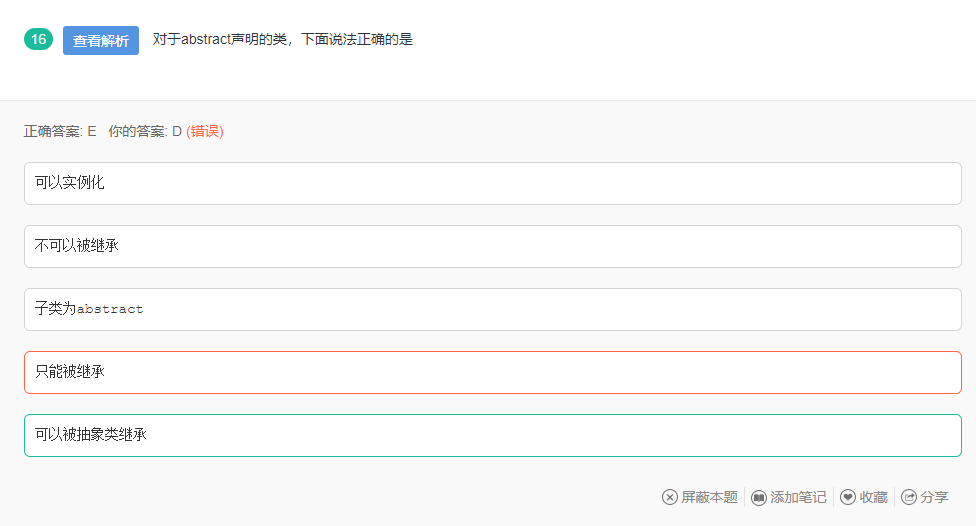 16 查看解析 对于abstract声明的类，下面说法正确的是
正确答案: E 你的答案: D (错误)
可以实例化
不可以被继承
子类为abstract
只能被继承
可以被抽象类继承
屏蔽本题 添加笔记 收藏 分享